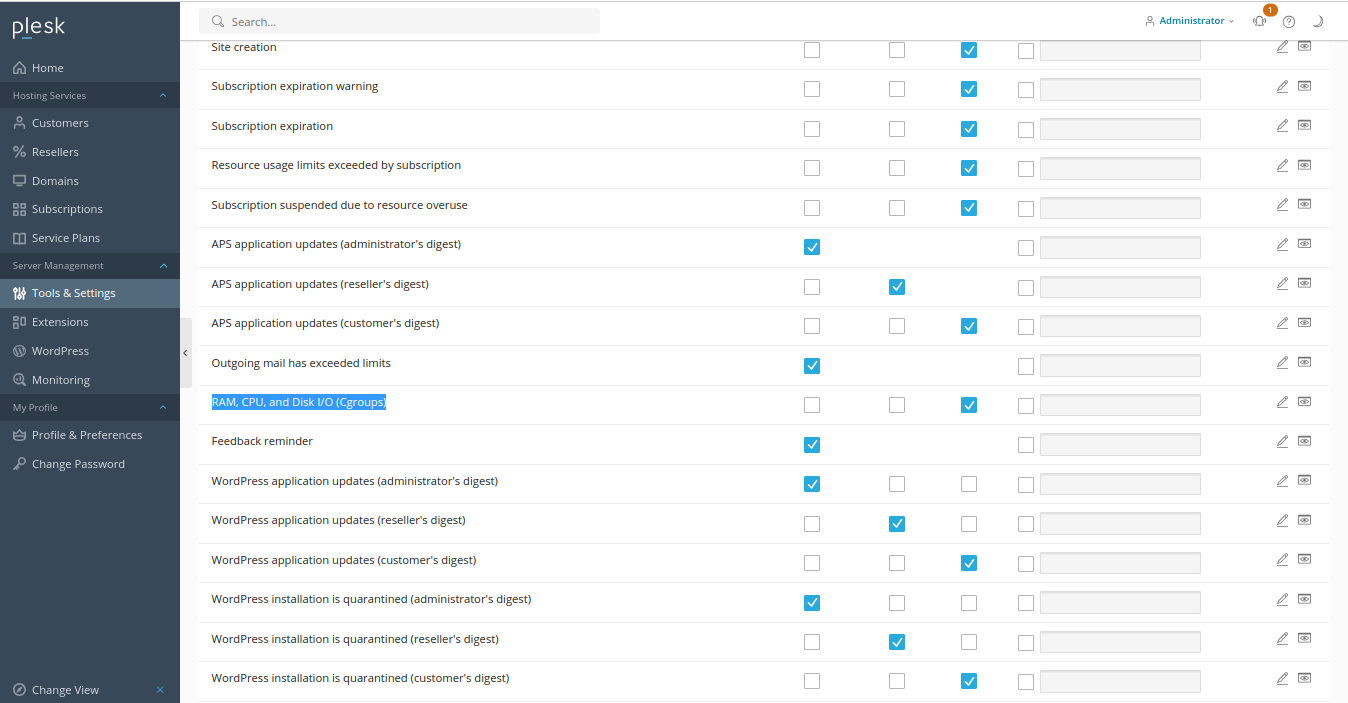 plesk
Search...
1
Administrator
Home
Hosting Services
Customers
Resellers
Domains
Subscriptions
Service Plans
Server Management
Tools & Settings
Extensions
WordPress
Monitoring
My Profile
Profile & Preferences
Change Password
Change View
Site creation
Subscription expiration warning
Subscription expiration
Resource usage limits exceeded by subscription
Subscription suspended due to resource overuse
APS application updates (administrator's digest)
APS application updates (reseller's digest)
APS application updates (customer's digest)
Outgoing mail has exceeded limits
RAM, CPU, and Disk I/O (Cgroups)
Feedback reminder
WordPress application updates (administrator's digest)
WordPress application updates (reseller's digest)
WordPress application updates (customer's digest)
WordPress installation is quarantined (administrator's digest)
WordPress installation is quarantined (reseller's digest)
WordPress installation is quarantined (customer's digest)